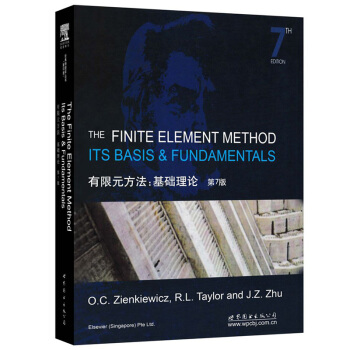 7TH
EDITION
THE FINITE ELEMENT METHOD
ITS BASIS & FUNDAMENTALS
有限元方法:基础理论 第7版
O.C. Zienkiewicz, R.L. Taylor and J.Z. Zhu
Elsevier (Singapore) Pte Ltd.
世界图书出版公司
www.wpcbj.com.cn
The Finite Element Method
Its Basis & Fundamentals